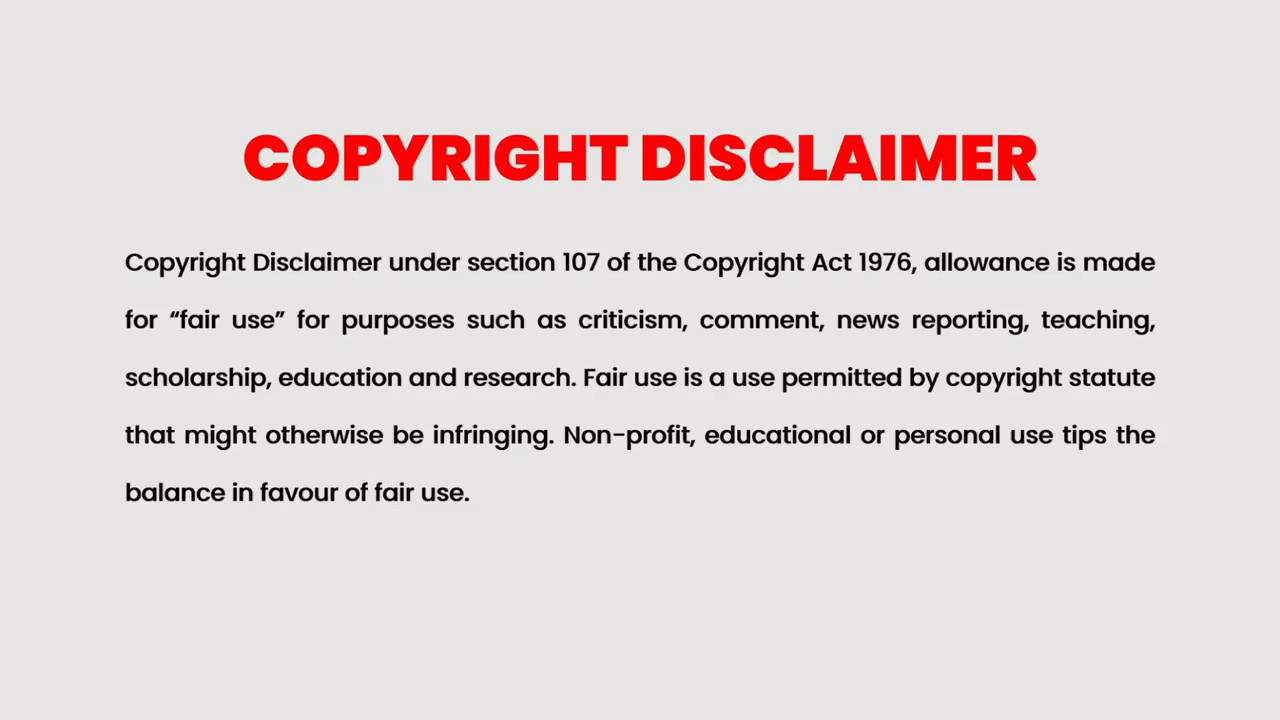 COPYRIGHT DISCLAIMER
Copyright Disclaimer under section 107 of the Copyright Act 1976, allowance is made
for “fair use” for purposes such as criticism, comment, news reporting, teaching,
scholarship, education and research. Fair use is a use permitted by copyright statute
that might otherwise be infringing. Non-profit, educational or personal use tips the
balance in favour of fair use.